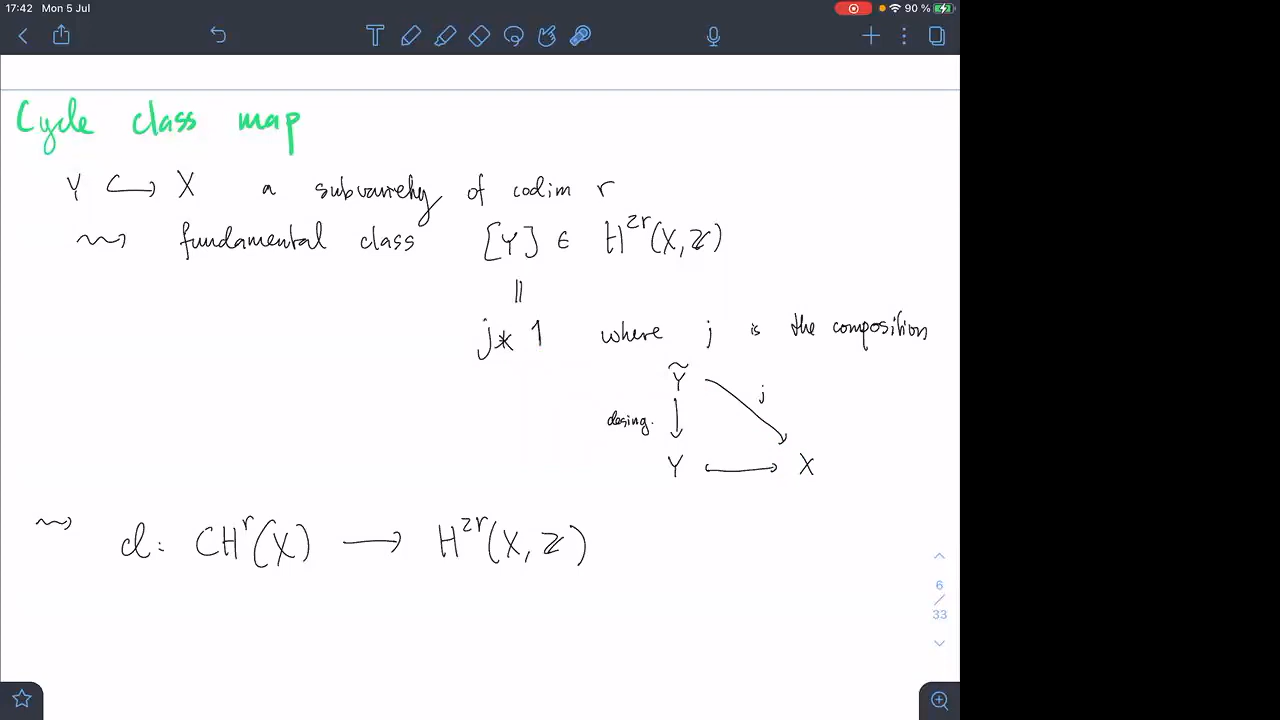 17:42 Mon 5 Jul
90 %
T
Cycle class map
Y ↪ X a subvariety of codim r
⇝ fundamental class [Y] ∈ H^{2r}(X, ℤ)
||
j_* 1 where j is the composition
Ỹ
j
desing.
Y ↪ X
⇝ cl: CH^r(X) ⟶ H^{2r}(X, ℤ)
6
/
33